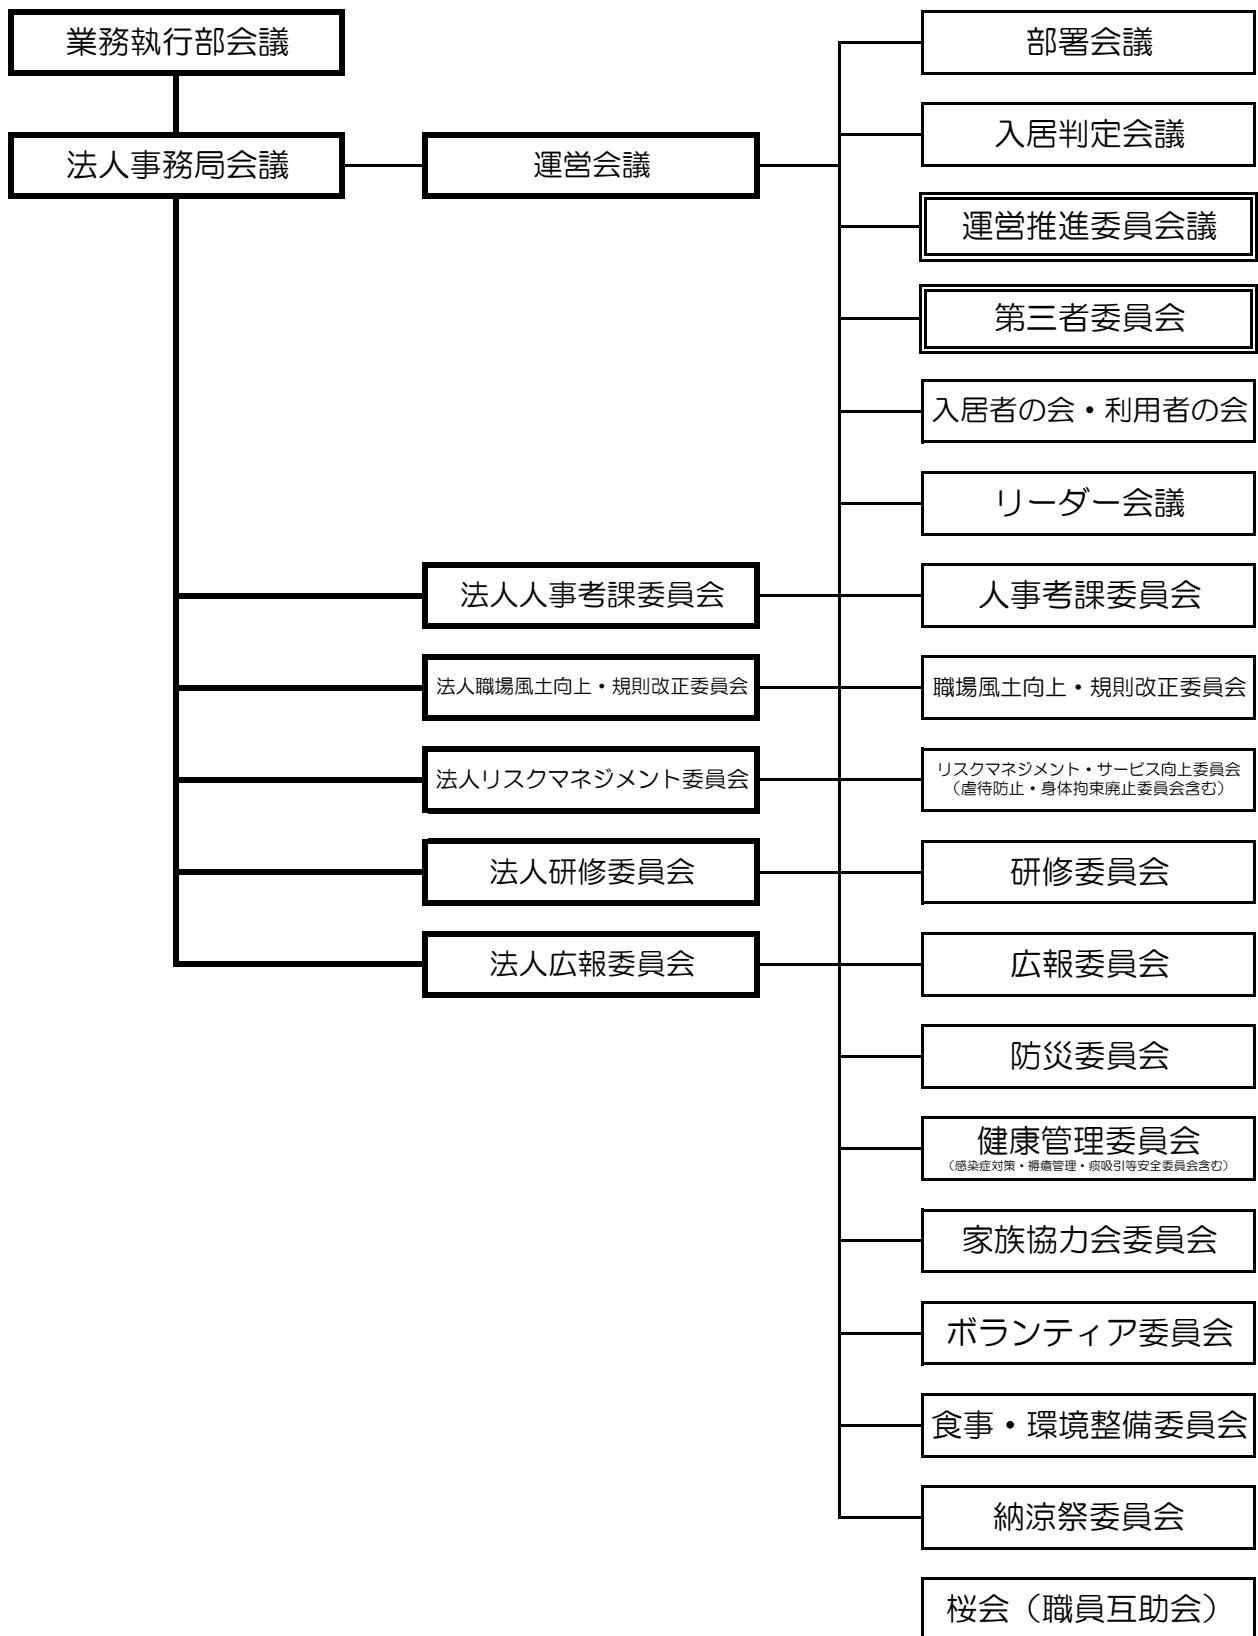 業務執行部会議
法人事務局会議
運営会議
法人人事考課委員会
法人職場風土向上・規則改正委員会
法人リスクマネジメント委員会
法人研修委員会
法人広報委員会
部署会議
入居判定会議
運営推進委員会議
第三者委員会
入居者の会・利用者の会
リーダー会議
人事考課委員会
職場風土向上・規則改正委員会
リスクマネジメント・サービス向上委員会
（虐待防止・身体拘束廃止委員会含む）
研修委員会
広報委員会
防災委員会
健康管理委員会
（感染症対策・褥瘡管理・痰吸引等安全委員会含む）
家族協力会委員会
ボランティア委員会
食事・環境整備委員会
納涼祭委員会
桜会（職員互助会）